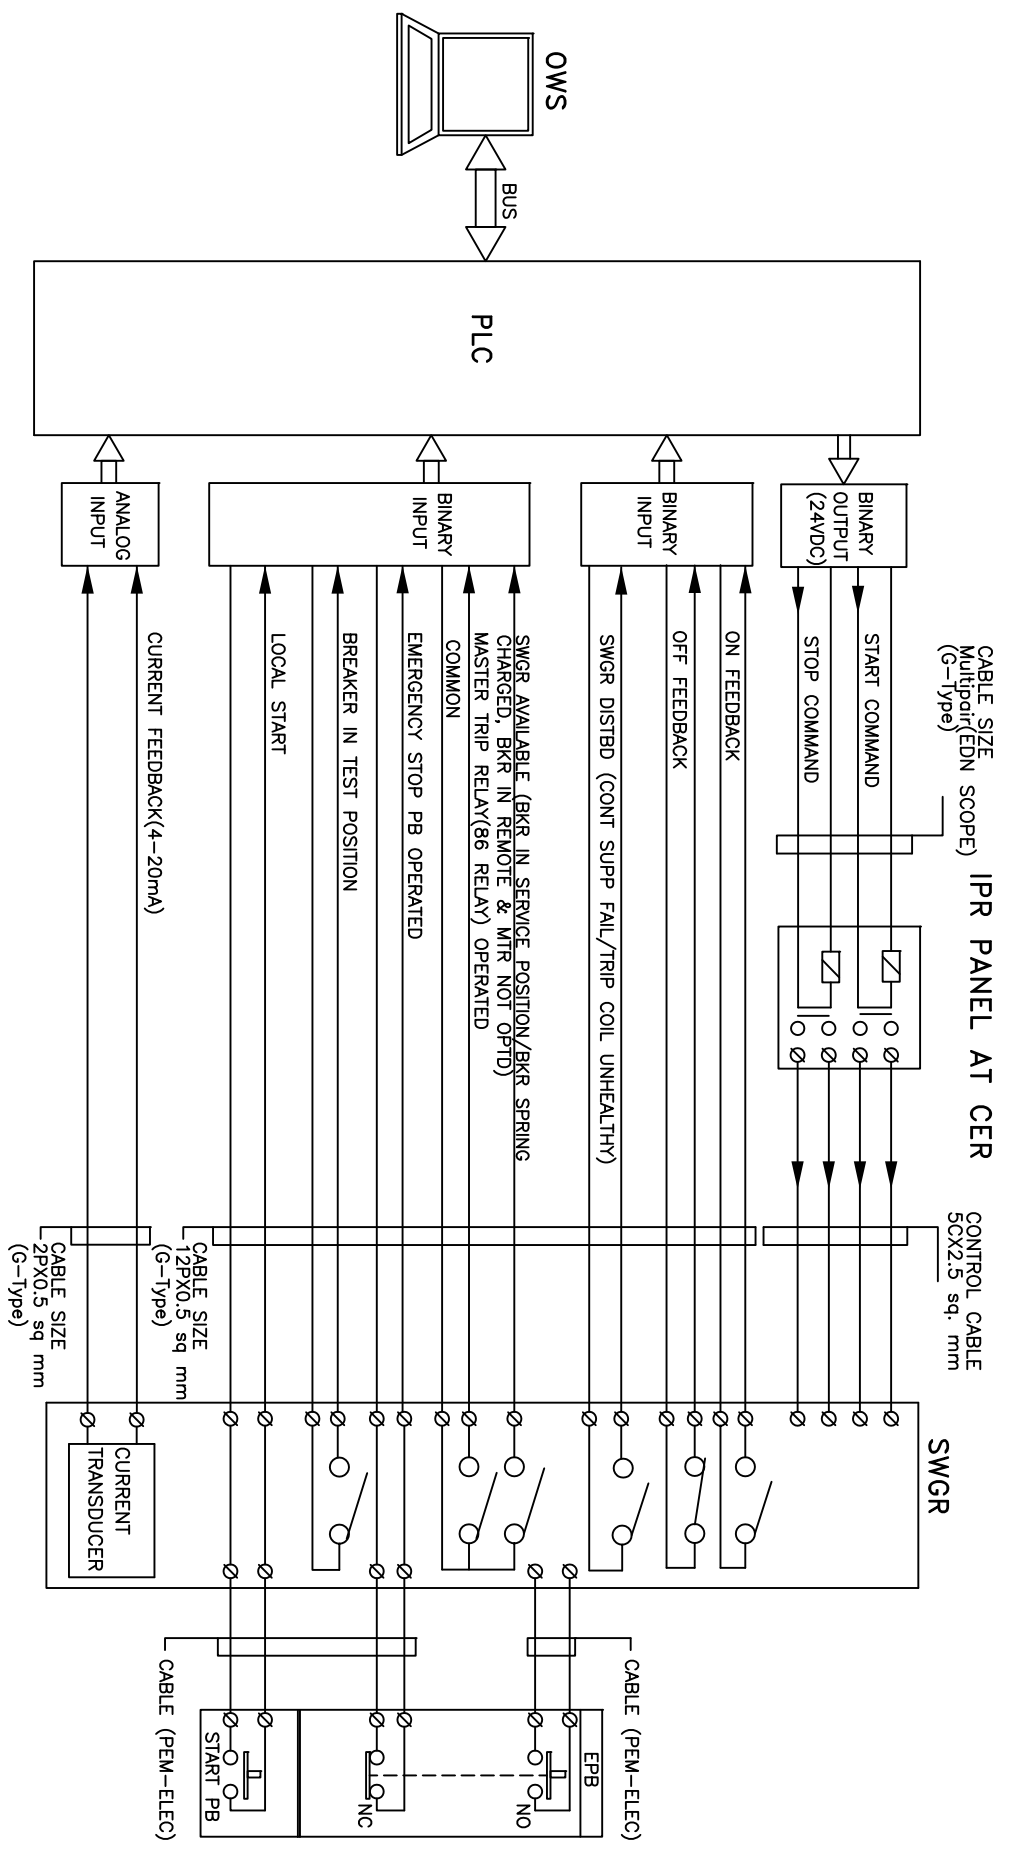 OWS
BUS
PLC
BINARY
OUTPUT
(24VDC)
BINARY
INPUT
BINARY
INPUT
ANALOG
INPUT
CABLE SIZE
Multipair(EDN SCOPE)
(G-Type)
START COMMAND
STOP COMMAND
ON FEEDBACK
OFF FEEDBACK
SWGR DISTBD (CONT SUPP FAIL/TRIP COIL UNHEALTHY)
SWGR AVAILABLE (BKR IN SERVICE POSITION/BKR SPRING
CHARGED, BKR IN REMOTE & MTR NOT OPTD)
MASTER TRIP RELAY(86 RELAY) OPERATED
COMMON
EMERGENCY STOP PB OPERATED
BREAKER IN TEST POSITION
LOCAL START
CURRENT FEEDBACK(4-20mA)
IPR PANEL AT CER
CONTROL CABLE
5CX2.5 sq. mm
CABLE SIZE
12PX0.5 sq mm
(G-Type)
CABLE SIZE
2PX0.5 sq mm
(G-Type)
SWGR
CURRENT
TRANSDUCER
CABLE (PEM-ELEC)
CABLE (PEM-ELEC)
EPB
NO
NC
START PB